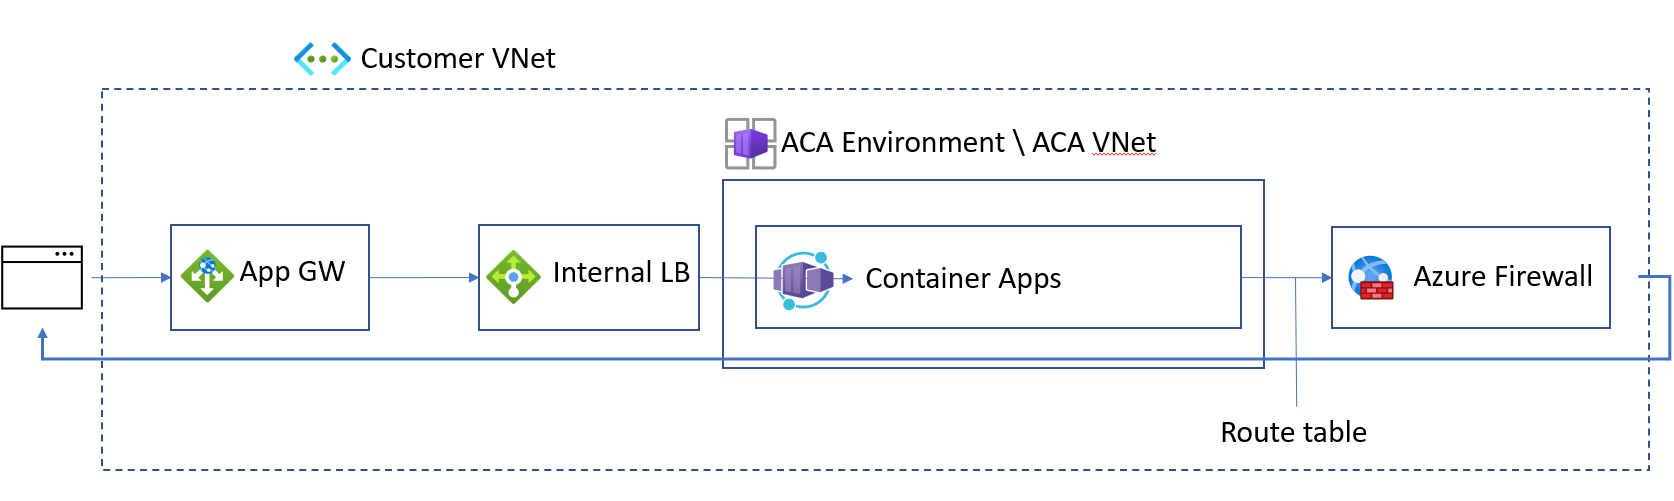 Customer VNet
ACA Environment \ ACA VNet
App GW
Internal LB
Container Apps
Azure Firewall
Route table